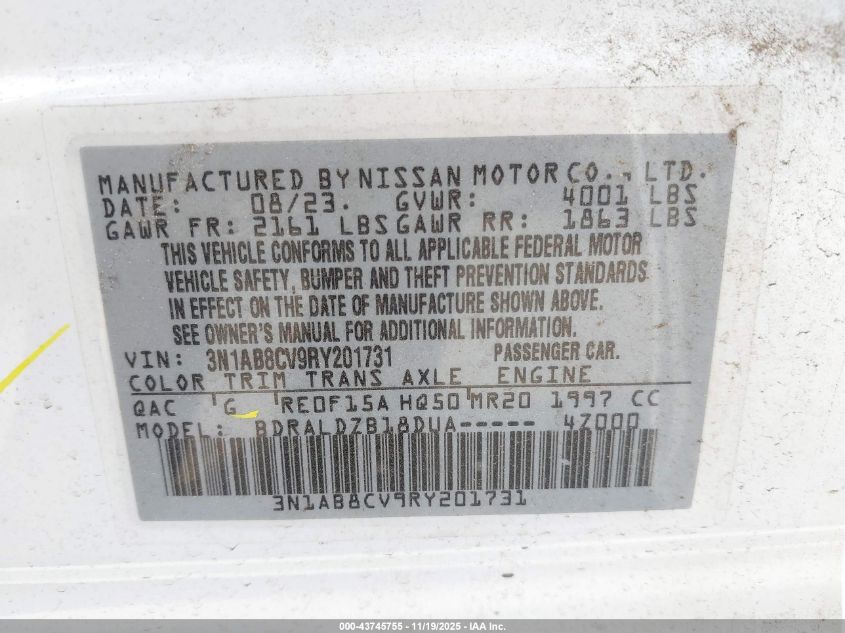 MANUFACTURED BY NISSAN MOTOR CO., LTD.
DATE: 08/23. GVWR: 4001 LBS
GAWR FR: 2161 LBS GAWR RR: 1863 LBS
THIS VEHICLE CONFORMS TO ALL APPLICABLE FEDERAL MOTOR
VEHICLE SAFETY, BUMPER AND THEFT PREVENTION STANDARDS
IN EFFECT ON THE DATE OF MANUFACTURE SHOWN ABOVE.
SEE OWNER'S MANUAL FOR ADDITIONAL INFORMATION.
VIN: 3N1AB8CV9RY201731 PASSENGER CAR.
COLOR TRIM TRANS AXLE ENGINE
QAC G RE0F15A HQ50 MR20 1997 CC
MODEL: BDRALDZB18DUA----- 4Z000
3N1AB8CV9RY201731
000-43745755 - 11/19/2025 - IAA Inc.